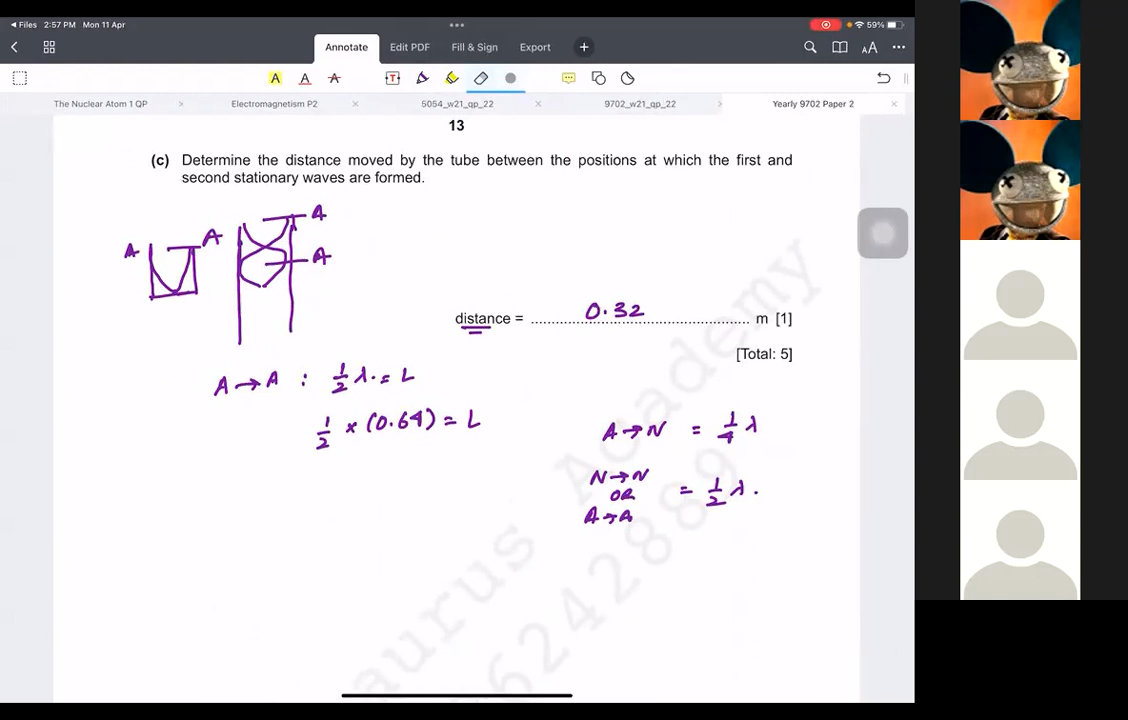 Files 2:57 PM Mon 11 Apr
59%
Annotate Edit PDF Fill & Sign Export
The Nuclear Atom 1 QP Electromagnetism P2 5054_w21_qp_22 9702_w21_qp_22 Yearly 9702 Paper 2
13
(c) Determine the distance moved by the tube between the positions at which the first and
second stationary waves are formed.
A A
A
A
distance = 0.32 m [1]
[Total: 5]
A → A : 1/2 λ = L
1/2 × (0.64) = L
A → N = 1/4 λ
N → N
OR
A → A
= 1/2 λ.
aurus Academy
6242889